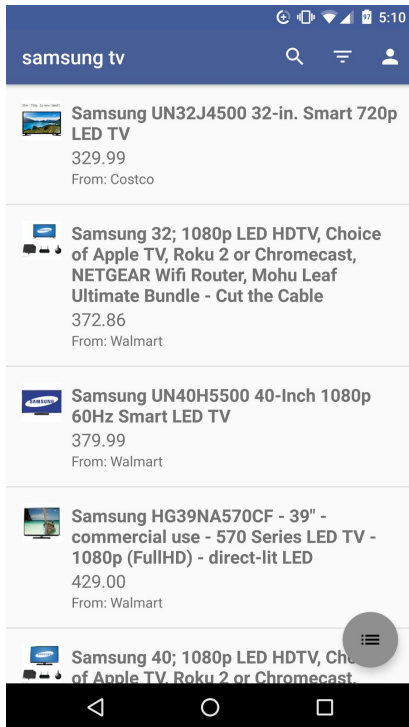 97 5:10
samsung tv
Samsung UN32J4500 32-in. Smart 720p
LED TV
329.99
From: Costco
Samsung 32; 1080p LED HDTV, Choice
of Apple TV, Roku 2 or Chromecast,
NETGEAR Wifi Router, Mohu Leaf
Ultimate Bundle - Cut the Cable
372.86
From: Walmart
SAMSUNG
Samsung UN40H5500 40-Inch 1080p
60Hz Smart LED TV
379.99
From: Walmart
Samsung HG39NA570CF - 39" -
commercial use - 570 Series LED TV -
1080p (FullHD) - direct-lit LED
429.00
From: Walmart
Samsung 40; 1080p LED HDTV,
of Apple TV, Roku 2 or Chromecast,